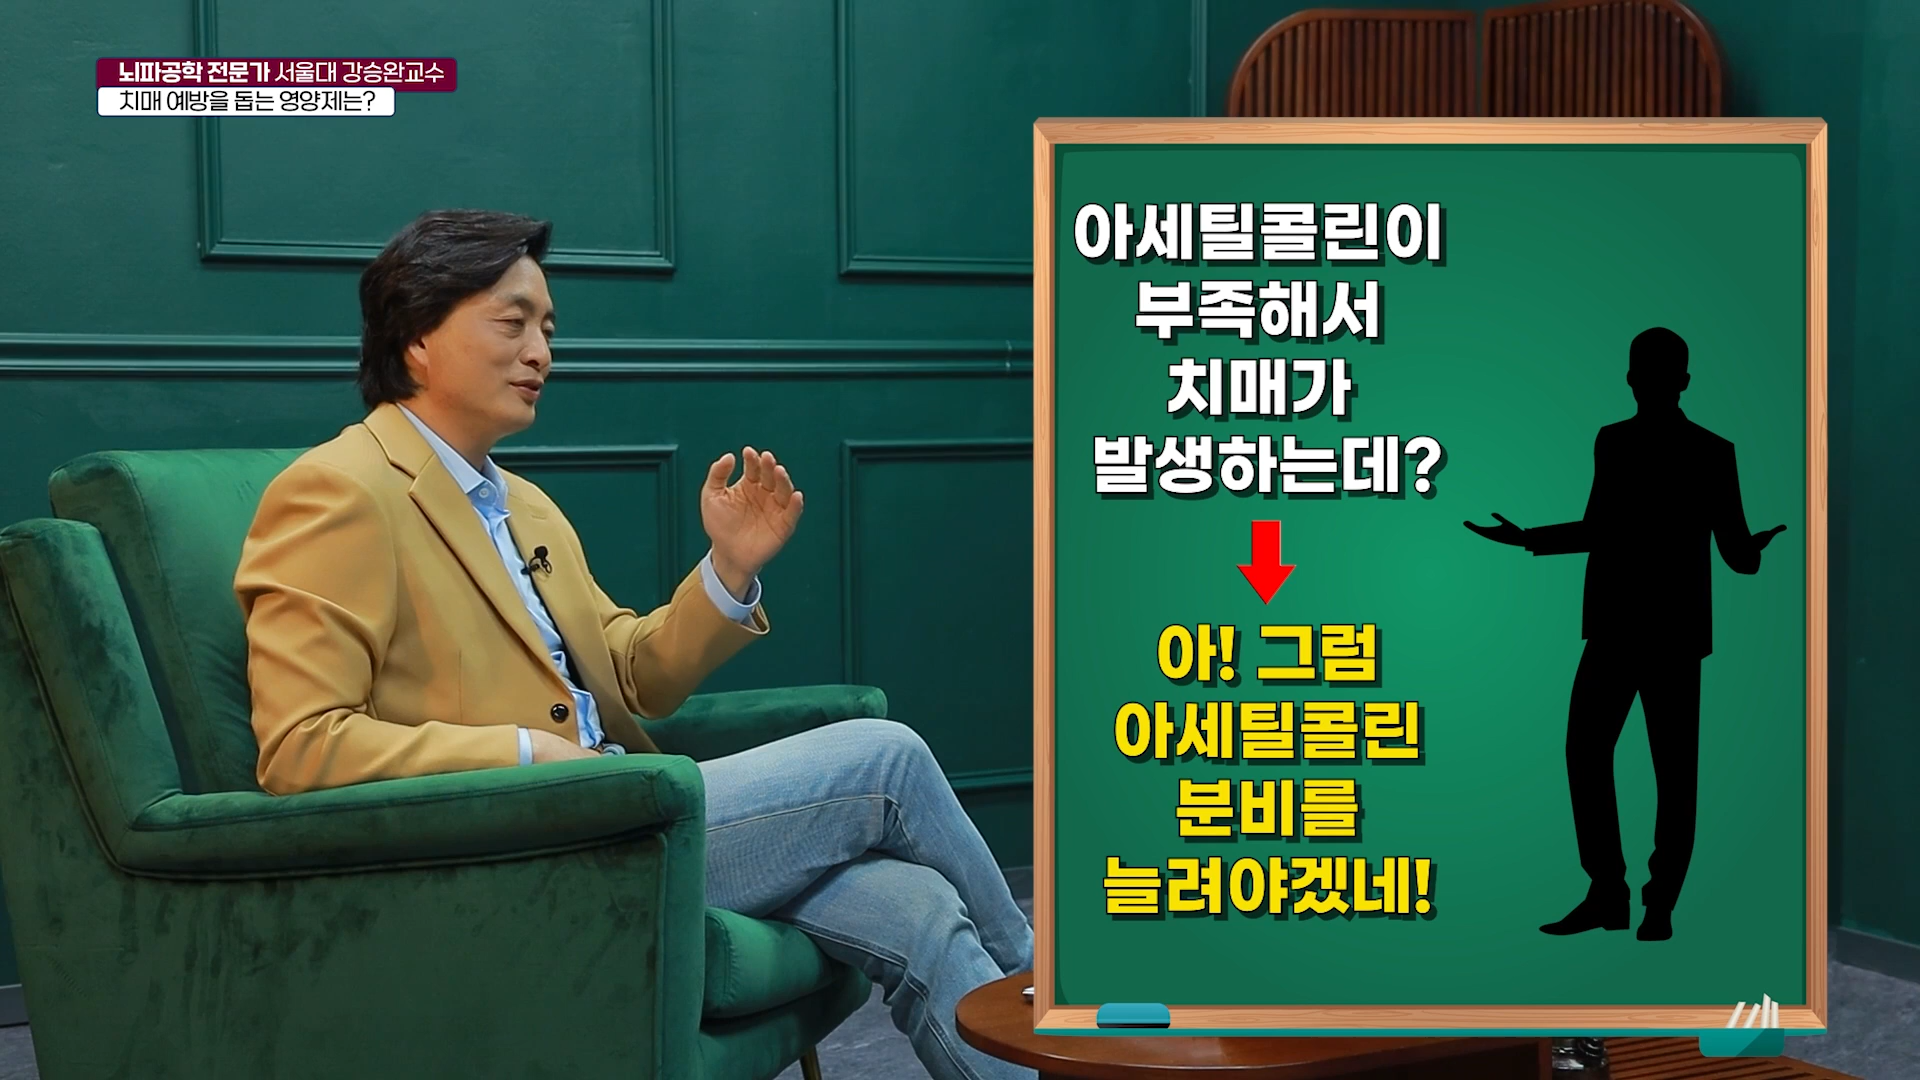 뇌파공학 전문가 서울대 강승완교수
치매 예방을 돕는 영양제는?
아세틸콜린이
부족해서
치매가
발생하는데?
아! 그럼
아세틸콜린
분비를
늘려야겠네!